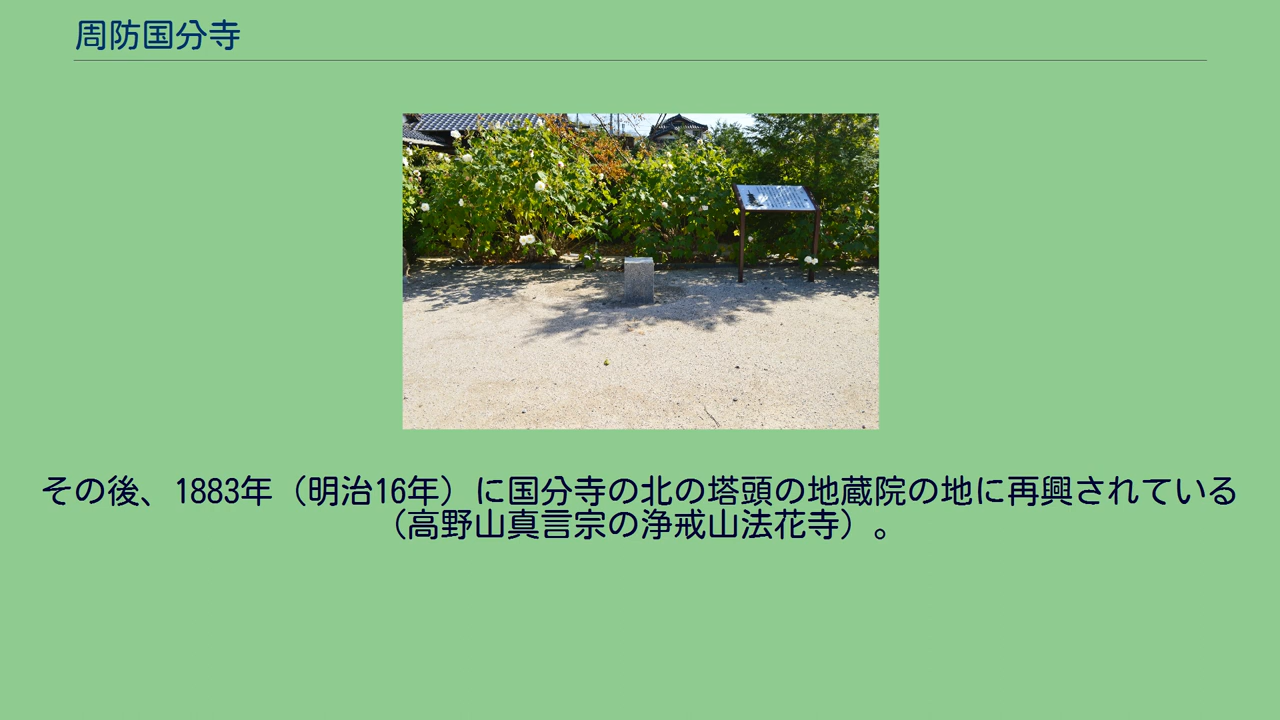 周防国分寺
その後、1883年（明治16年）に国分寺の北の塔頭の地蔵院の地に再興されている
（高野山真言宗の浄戒山法花寺）。